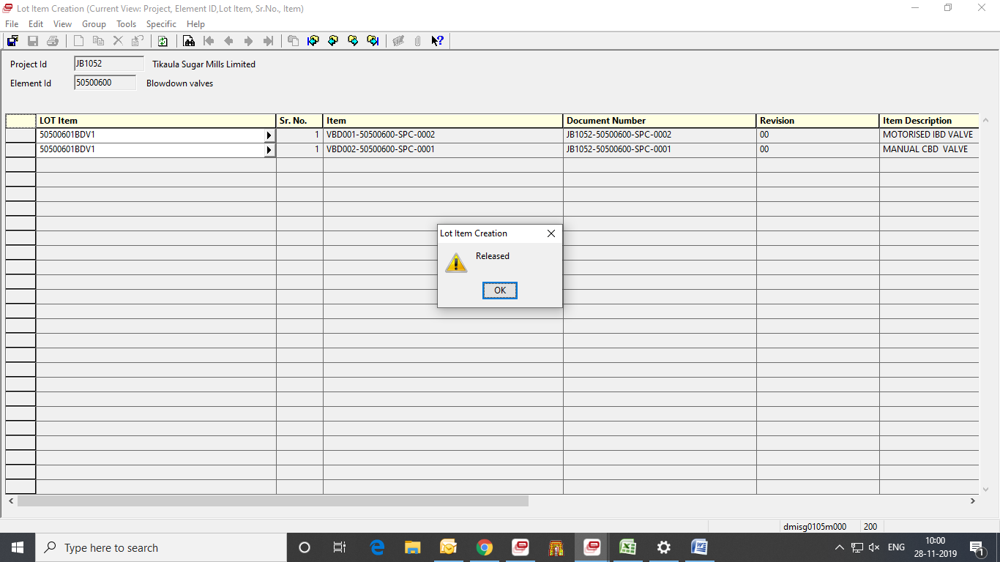 Lot Item Creation (Current View: Project, Element ID,Lot Item, Sr.No., Item)
File Edit View Group Tools Specific Help
Project Id JB1052 Tikaula Sugar Mills Limited
Element Id 50500600 Blowdown valves
LOT Item Sr. No. Item Document Number Revision Item Description
50500601BDV1 1 VBD001-50500600-SPC-0002 JB1052-50500600-SPC-0002 00 MOTORISED IBD VALVE
50500601BDV1 1 VBD002-50500600-SPC-0001 JB1052-50500600-SPC-0001 00 MANUAL CBD  VALVE
Lot Item Creation
Released
OK
dmisg0105m000 200
Type here to search
ENG
10:00
28-11-2019
1